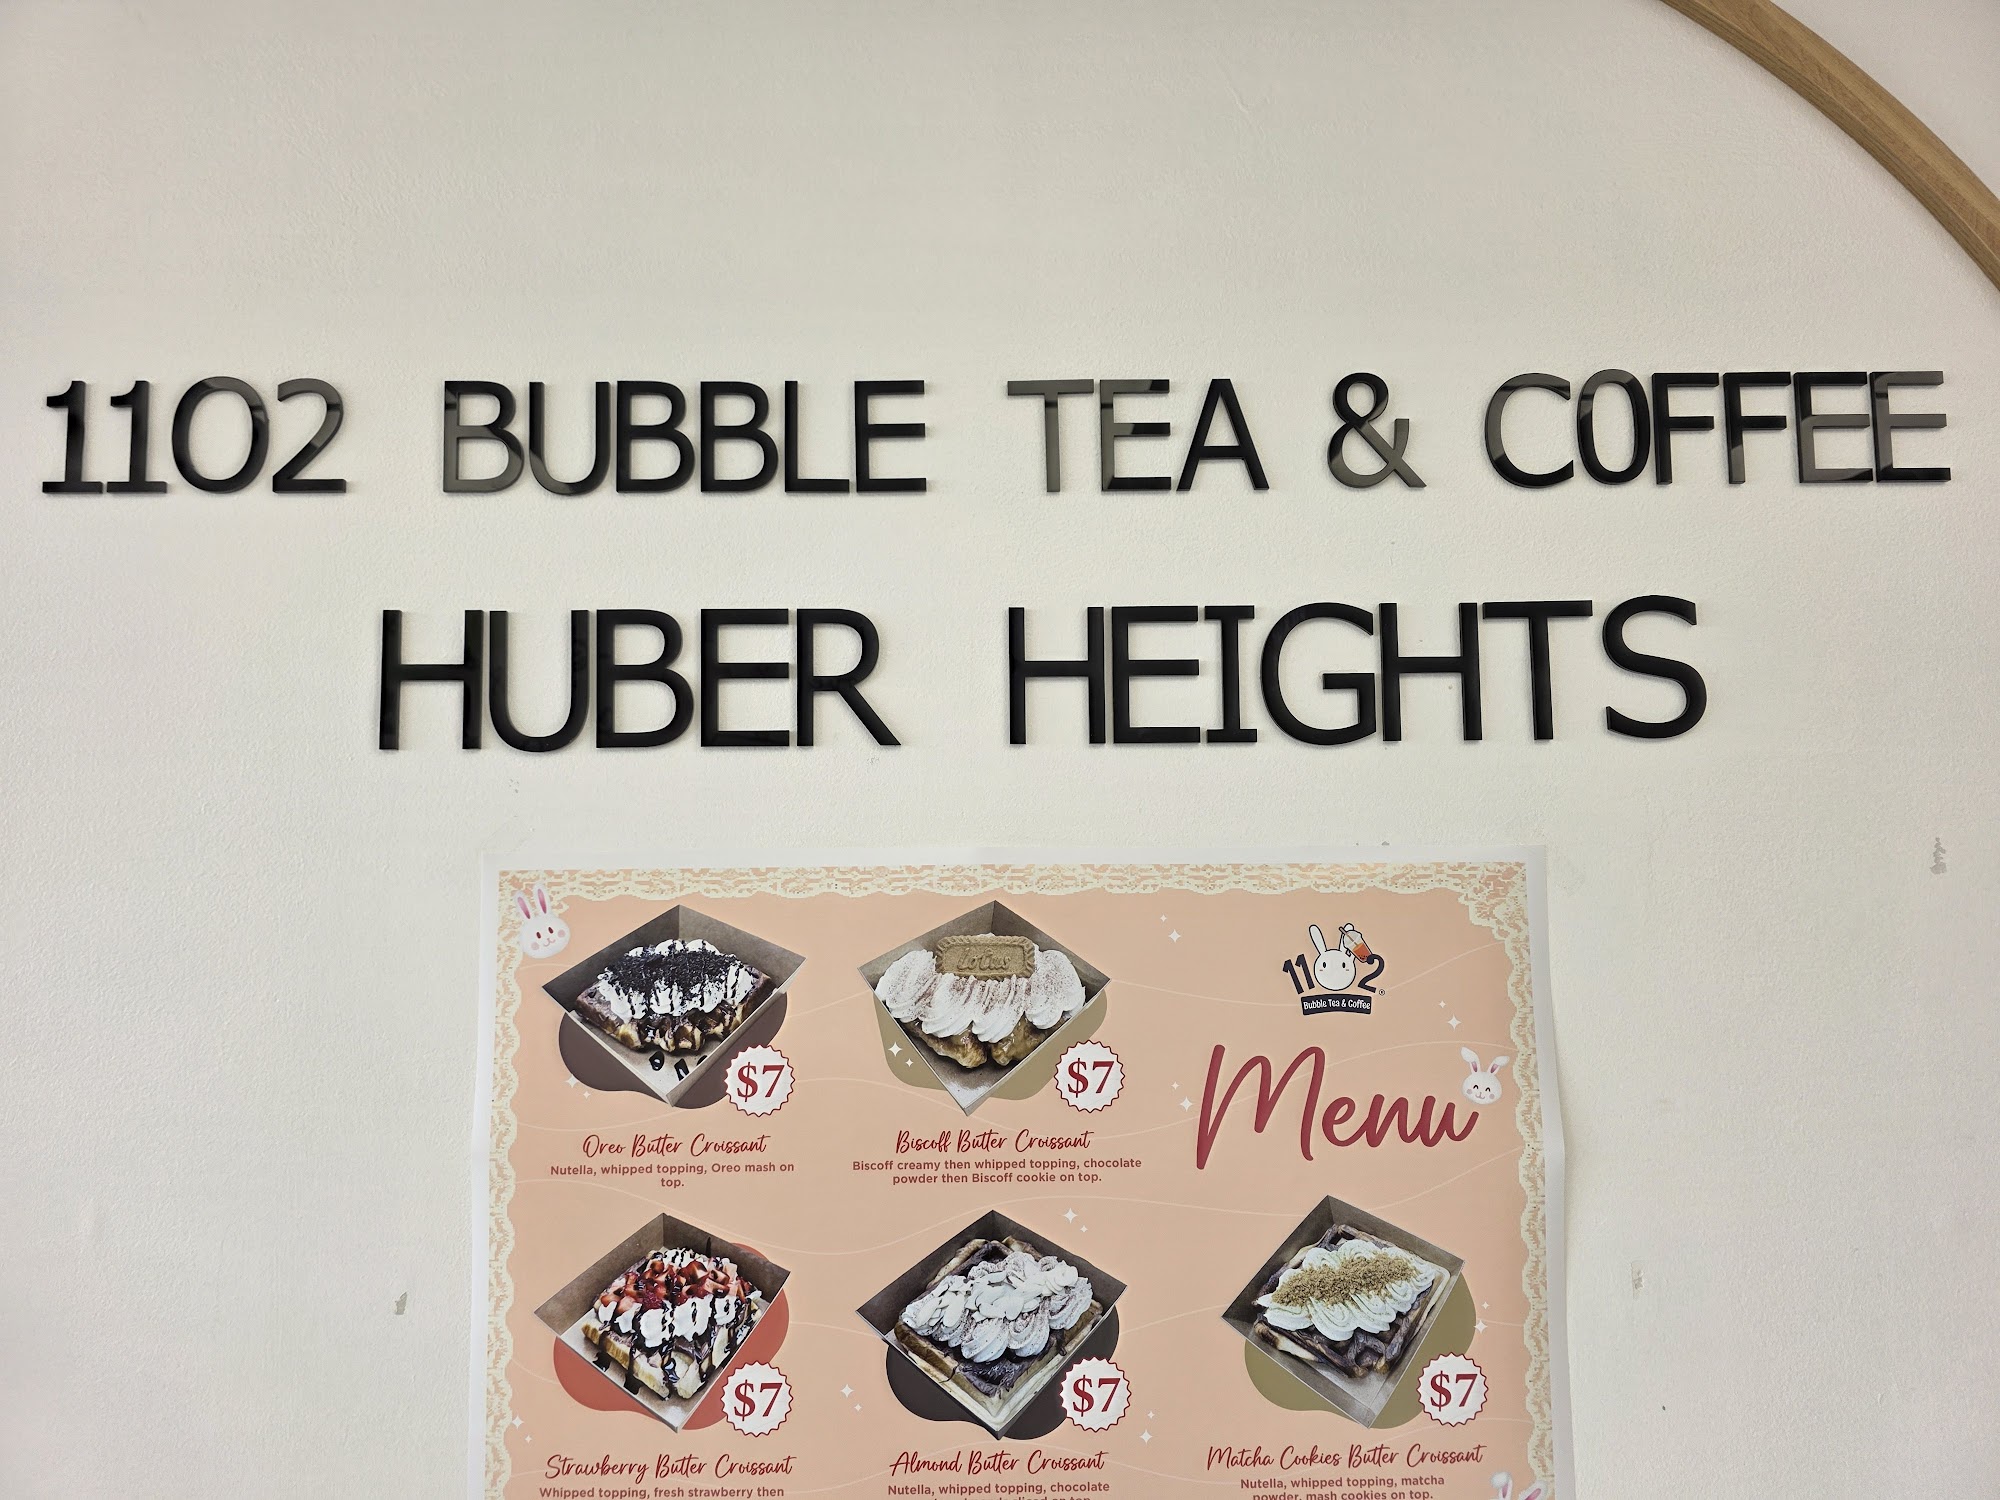 1102 BUBBLE TEA & COFFEE
HUBER HEIGHTS
1102
Bubble Tea & Coffee
Menu
Lotus
$7
$7
Oreo Butter Croissant
Nutella, whipped topping, Oreo mash on
top.
Biscoff Butter Croissant
Biscoff creamy then whipped topping, chocolate
powder then Biscoff cookie on top.
$7
$7
$7
Strawberry Butter Croissant
Whipped topping, fresh strawberry then
Almond Butter Croissant
Nutella, whipped topping, chocolate
on top.
Matcha Cookies Butter Croissant
Nutella, whipped topping, matcha
powder, mash cookies on top.